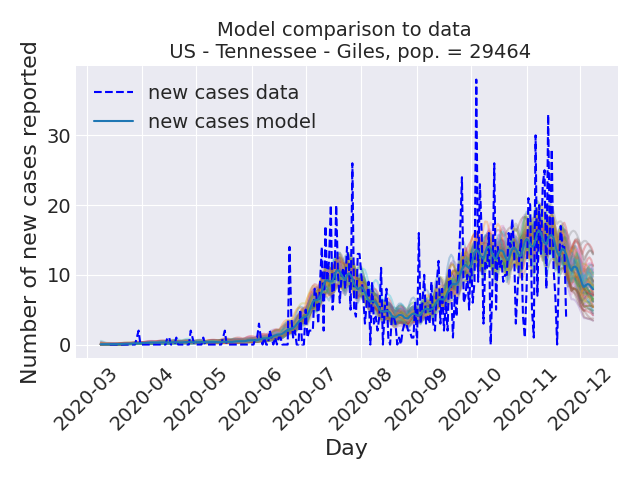 Model comparison to data
US - Tennessee - Giles, pop. = 29464
new cases data
new cases model
Number of new cases reported
30
20
10
0
2020-03
2020-04
2020-05
2020-06
2020-07
2020-08
2020-09
2020-10
2020-11
2020-12
Day